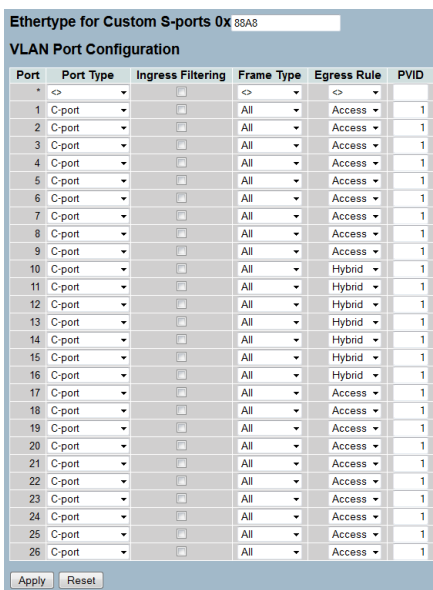 Ethertype for Custom S-ports 0x 88A8
VLAN Port Configuration
Port Port Type Ingress Filtering Frame Type Egress Rule PVID
* <> <> <>
1 C-port All Access 1
2 C-port All Access 1
3 C-port All Access 1
4 C-port All Access 1
5 C-port All Access 1
6 C-port All Access 1
7 C-port All Access 1
8 C-port All Access 1
9 C-port All Access 1
10 C-port All Hybrid 1
11 C-port All Hybrid 1
12 C-port All Hybrid 1
13 C-port All Hybrid 1
14 C-port All Hybrid 1
15 C-port All Hybrid 1
16 C-port All Hybrid 1
17 C-port All Access 1
18 C-port All Access 1
19 C-port All Access 1
20 C-port All Access 1
21 C-port All Access 1
22 C-port All Access 1
23 C-port All Access 1
24 C-port All Access 1
25 C-port All Access 1
26 C-port All Access 1
Apply Reset